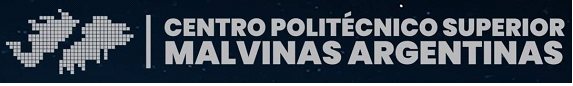 CENTRO POLITÉCNICO SUPERIOR
MALVINAS ARGENTINAS